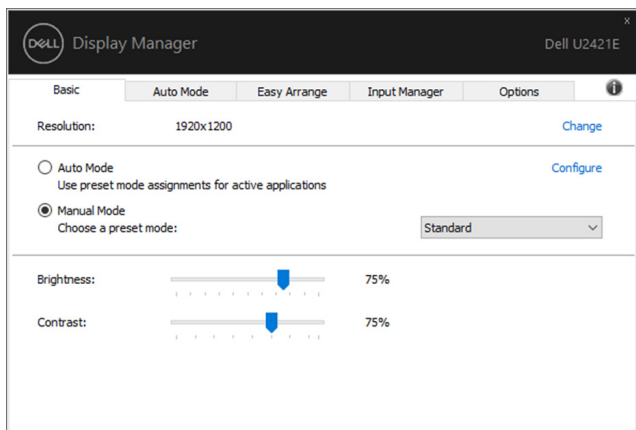 x
DELL Display Manager Dell U2421E
Basic Auto Mode Easy Arrange Input Manager Options i
Resolution: 1920x1200 Change
Auto Mode Configure
Use preset mode assignments for active applications
Manual Mode
Choose a preset mode: Standard
Brightness: 75%
Contrast: 75%